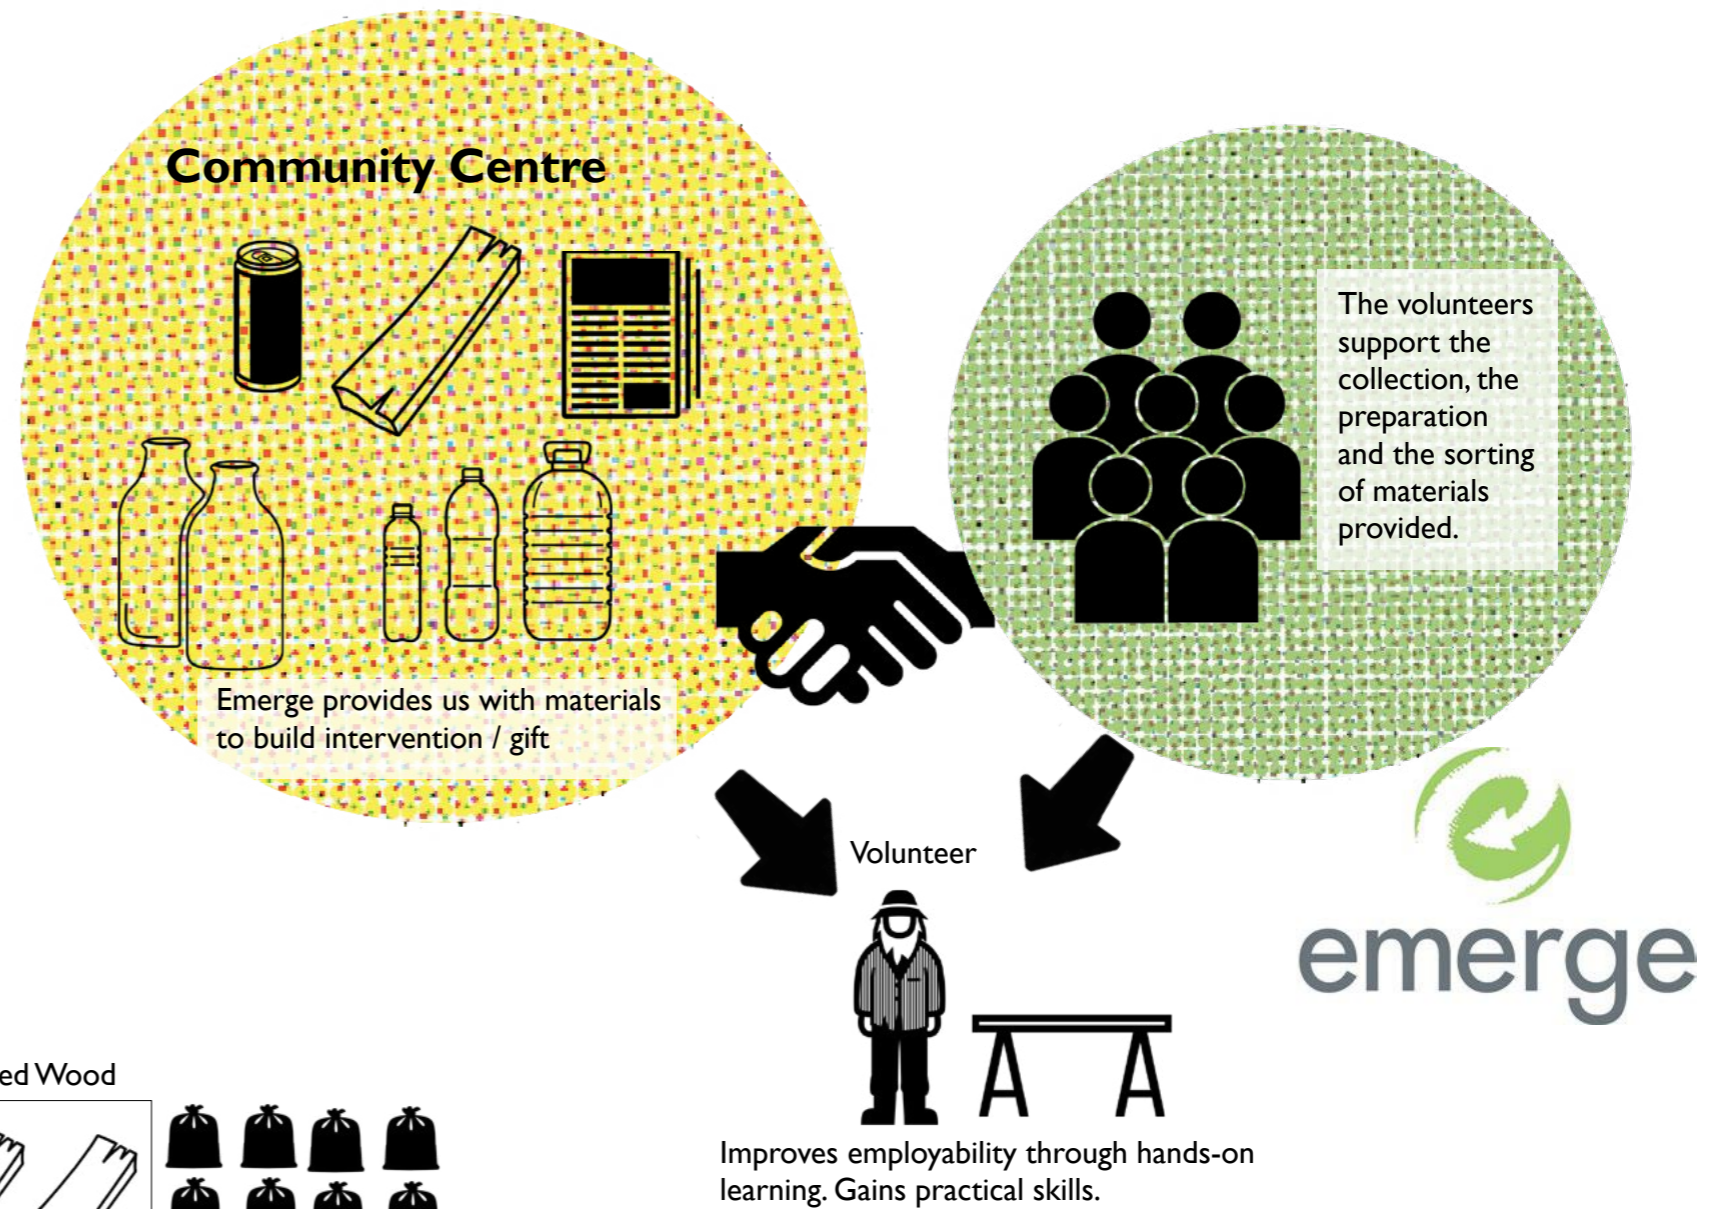 Community Centre
The volunteers
support the
collection, the
preparation
and the sorting
of materials
provided.
Emerge provides us with materials
to build intervention / gift
Volunteer
emerge
ed Wood
Improves employability through hands-on
learning. Gains practical skills.